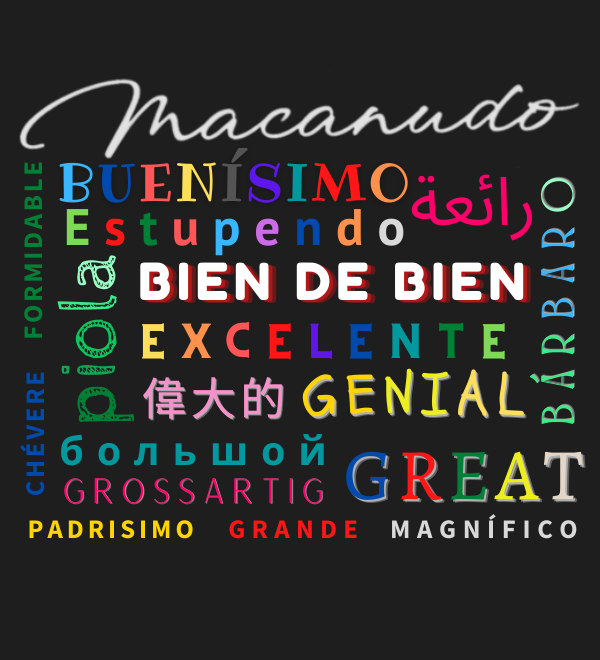 Macanudo
BUENÍSIMO
رائعة
FORMIDABLE
Estupendo
BÁRBARO
piola
BIEN DE BIEN
EXCELENTE
CHÉVERE
偉大的
GENIAL
большой
GREAT
GROSSARTIG
PADRISIMO GRANDE MAGNÍFICO